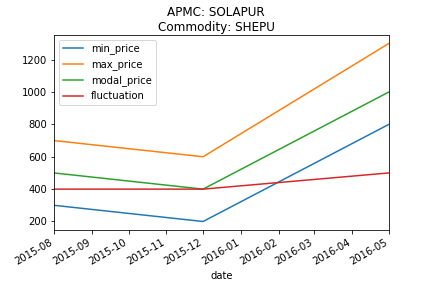 APMC: SOLAPUR
Commodity: SHEPU
min_price
max_price
modal_price
fluctuation
1200
1000
800
600
400
200
2015-08
2015-09
2015-10
2015-11
2015-12
2016-01
2016-02
2016-03
2016-04
2016-05
date